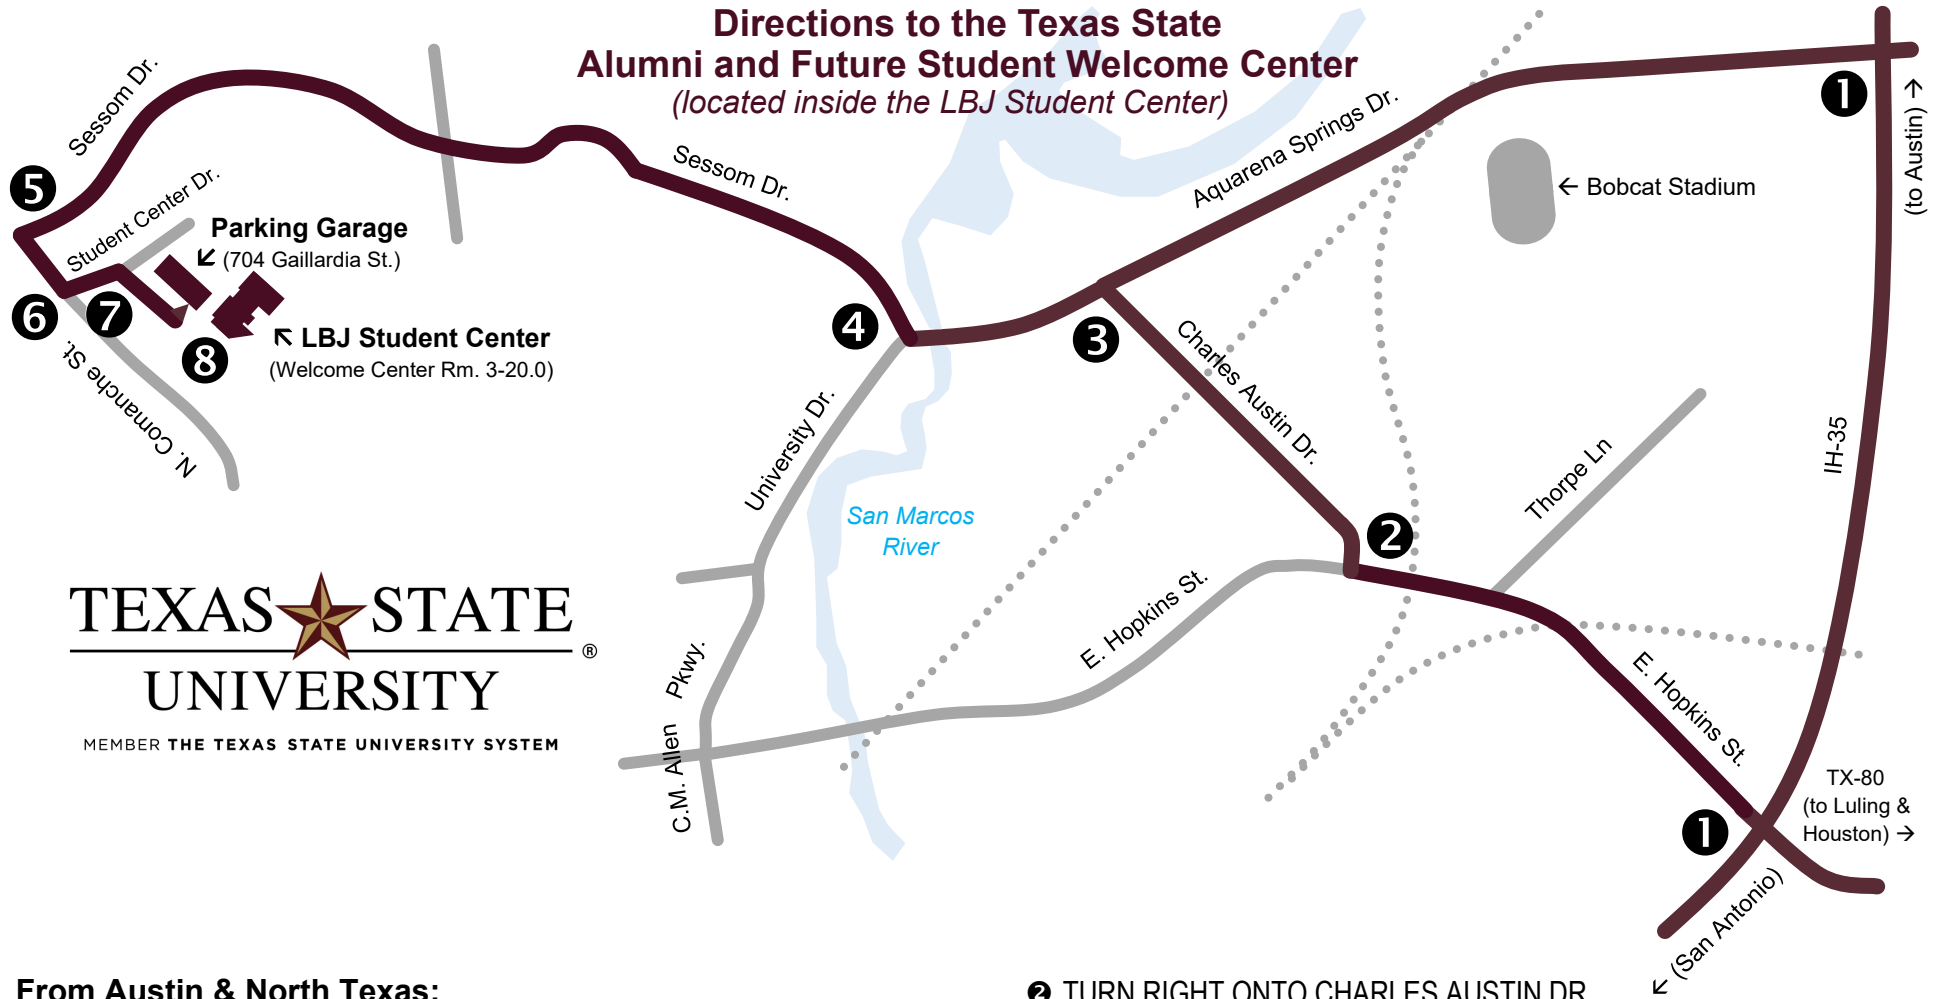 Directions to the Texas State
Alumni and Future Student Welcome Center
(located inside the LBJ Student Center)
Sessom Dr.
Sessom Dr.
Aquarena Springs Dr.
1
(to Austin) →
← Bobcat Stadium
5
Student Center Dr.
Parking Garage
↙ (704 Gaillardia St.)
6
7
8
↖ LBJ Student Center
(Welcome Center Rm. 3-20.0)
N. Comanche St.
4
3
Charles Austin Dr.
University Dr.
IH-35
Thorpe Ln
San Marcos
River
2
E. Hopkins St.
E. Hopkins St.
C.M. Allen Pkwy.
TEXAS STATE
®
UNIVERSITY
MEMBER THE TEXAS STATE UNIVERSITY SYSTEM
TX-80
(to Luling &
Houston) →
1
← (San Antonio)
From Austin & North Texas:
2 TURN RIGHT ONTO CHARLES AUSTIN DR.